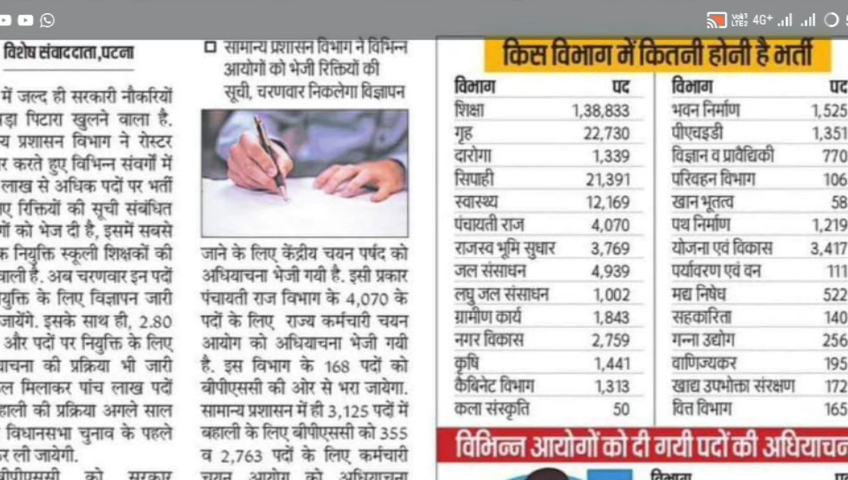 VoLTE LTE2 4G+
विशेष संवाददाता,पटना
में जल्द ही सरकारी नौकरियों
पिटारा खुलने वाला है.
प्रशासन विभाग ने रोस्टर
करते हुए विभिन्न संवर्गों में
लाख से अधिक पदों पर भर्ती
रिक्तियों की सूची संबंधित
को भेज दी है, इसमें सबसे
नियुक्ति स्कूली शिक्षकों की
वाली है. अब चरणवार इन पदों
के लिए विज्ञापन जारी
जायेंगे. इसके साथ ही, 2.80
और पदों पर नियुक्ति के लिए
की प्रक्रिया भी जारी
मिलाकर पांच लाख पदों
की प्रक्रिया अगले साल
विधानसभा चुनाव के पहले
ली जायेगी.
को सरकार
सामान्य प्रशासन विभाग ने विभिन्न
आयोगों को भेजी रिक्तियों की
सूची, चरणवार निकलेगा विज्ञापन
जाने के लिए केंद्रीय चयन पर्षद को
अधियाचना भेजी गयी है. इसी प्रकार
पंचायती राज विभाग के 4,070 के
पदों के लिए राज्य कर्मचारी चयन
आयोग को अधियाचना भेजी गयी
है. इस विभाग के 168 पदों को
बीपीएससी की ओर से भरा जायेगा.
सामान्य प्रशासन में ही 3,125 पदों में
बहाली के लिए बीपीएससी को 355
व 2,763 पदों के लिए कर्मचारी
चयन आयोग को अधियाचना
किस विभाग में कितनी होनी है भर्ती
विभाग पद
शिक्षा 1,38,833
गृह 22,730
दारोगा 1,339
सिपाही 21,391
स्वास्थ्य 12,169
पंचायती राज 4,070
राजस्व भूमि सुधार 3,769
जल संसाधन 4,939
लघु जल संसाधन 1,002
ग्रामीण कार्य 1,843
नगर विकास 2,759
कृषि 1,441
कैबिनेट विभाग 1,313
कला संस्कृति 50
विभाग पद
भवन निर्माण 1,525
पीएचइडी 1,351
विज्ञान व प्रावैद्यिकी 770
परिवहन विभाग 106
खान भूतत्व 58
पथ निर्माण 1,219
योजना एवं विकास 3,417
पर्यावरण एवं वन 111
मद्य निषेध 522
सहकारिता 140
गन्ना उद्योग 256
वाणिज्यकर 195
खाद्य उपभोक्ता संरक्षण 172
वित्त विभाग 165
विभिन्न आयोगों को दी गयी पदों की
विभाग